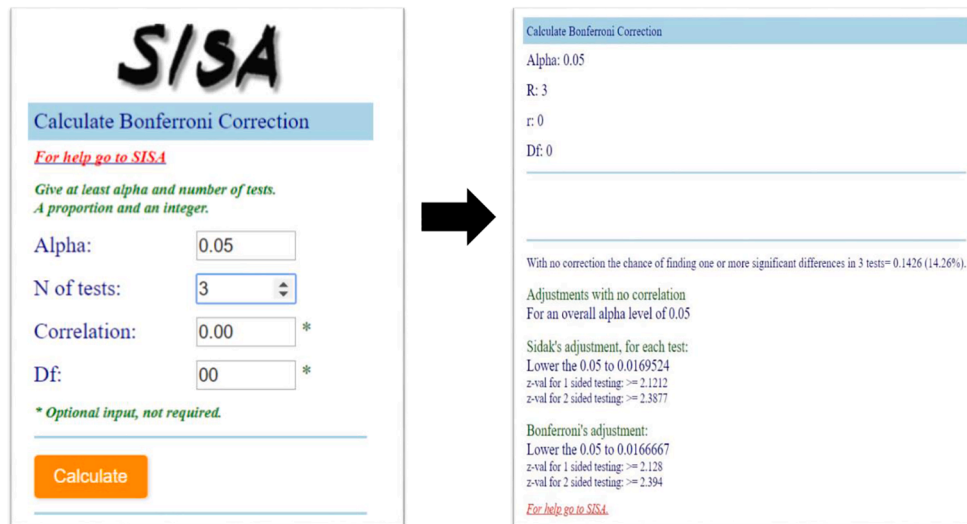 SISA
Calculate Bonferroni Correction
For help go to SISA
Give at least alpha and number of tests.
A proportion and an integer.
Alpha: 0.05
N of tests: 3
Correlation: 0.00 *
Df: 00 *
* Optional input, not required.
Calculate
Calculate Bonferroni Correction
Alpha: 0.05
R: 3
r: 0
Df: 0
With no correction the chance of finding one or more significant differences in 3 tests= 0.1426 (14.26%).
Adjustments with no correlation
For an overall alpha level of 0.05
Sidak's adjustment, for each test:
Lower the 0.05 to 0.0169524
z-val for 1 sided testing: >= 2.1212
z-val for 2 sided testing: >= 2.3877
Bonferroni's adjustment:
Lower the 0.05 to 0.0166667
z-val for 1 sided testing: >= 2.128
z-val for 2 sided testing: >= 2.394
For help go to SISA.